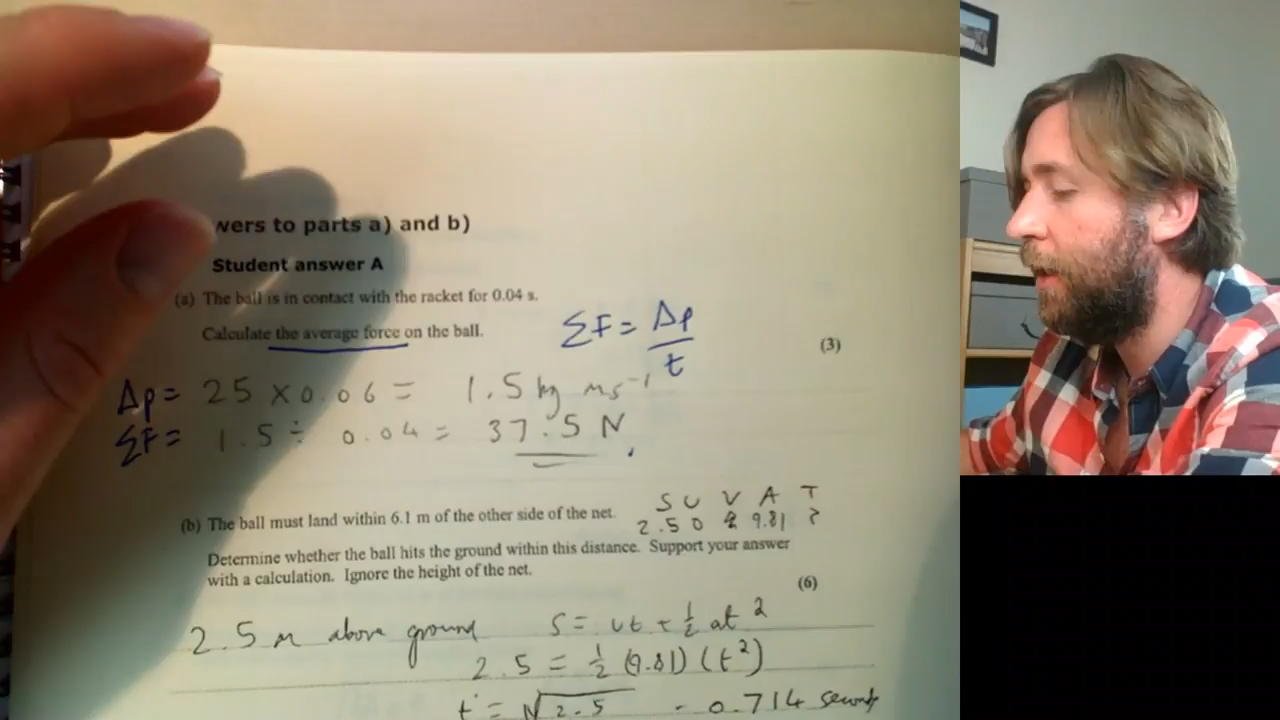 wers to parts a) and b)
Student answer A
(a) The ball is in contact with the racket for 0.04 s.
Calculate the average force on the ball.
ΣF = Δp / t
(3)
Δp = 25 × 0.06 = 1.5 kg ms⁻¹
ΣF = 1.5 ÷ 0.04 = 37.5 N
(b) The ball must land within 6.1 m of the other side of the net.
S U V A T
2.5 0 9.81 ?
Determine whether the ball hits the ground within this distance. Support your answer
with a calculation. Ignore the height of the net.
(6)
2.5 m above ground S = ut + ½ at²
2.5 = ½ (9.81) (t²)
t = √2.5 0.714 seconds